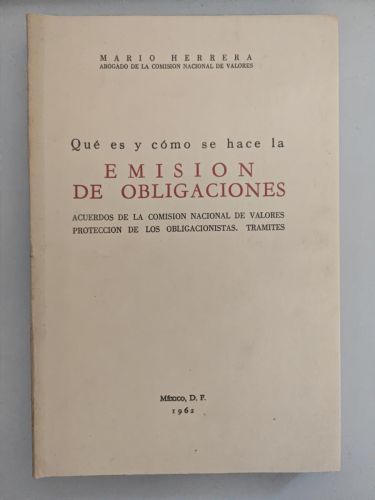 MARIO HERRERA
ABOGADO DE LA COMISION NACIONAL DE VALORES
Qué es y cómo se hace la
EMISION
DE OBLIGACIONES
ACUERDOS DE LA COMISION NACIONAL DE VALORES
PROTECCION DE LOS OBLIGACIONISTAS. TRAMITES
México, D. F.
1962